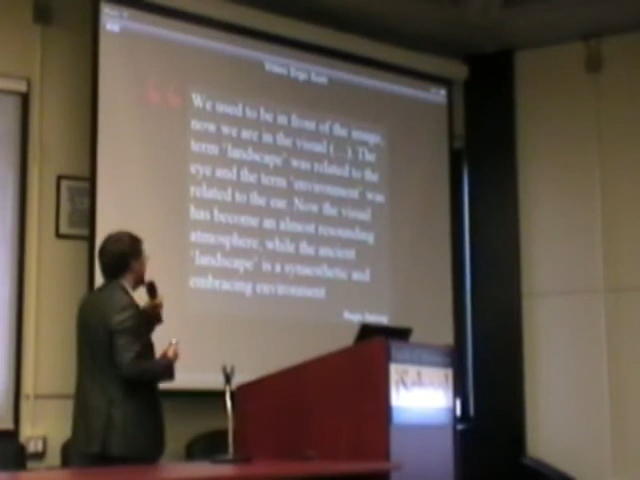 We used to be in front of the image,
now we are in the visual (...). The
term 'landscape' was related to the
eye and the term 'environment' was
related to the ear. Now the visual
has become an almost resounding
atmosphere, while the ancient
'landscape' is a synaesthetic and
embracing environment